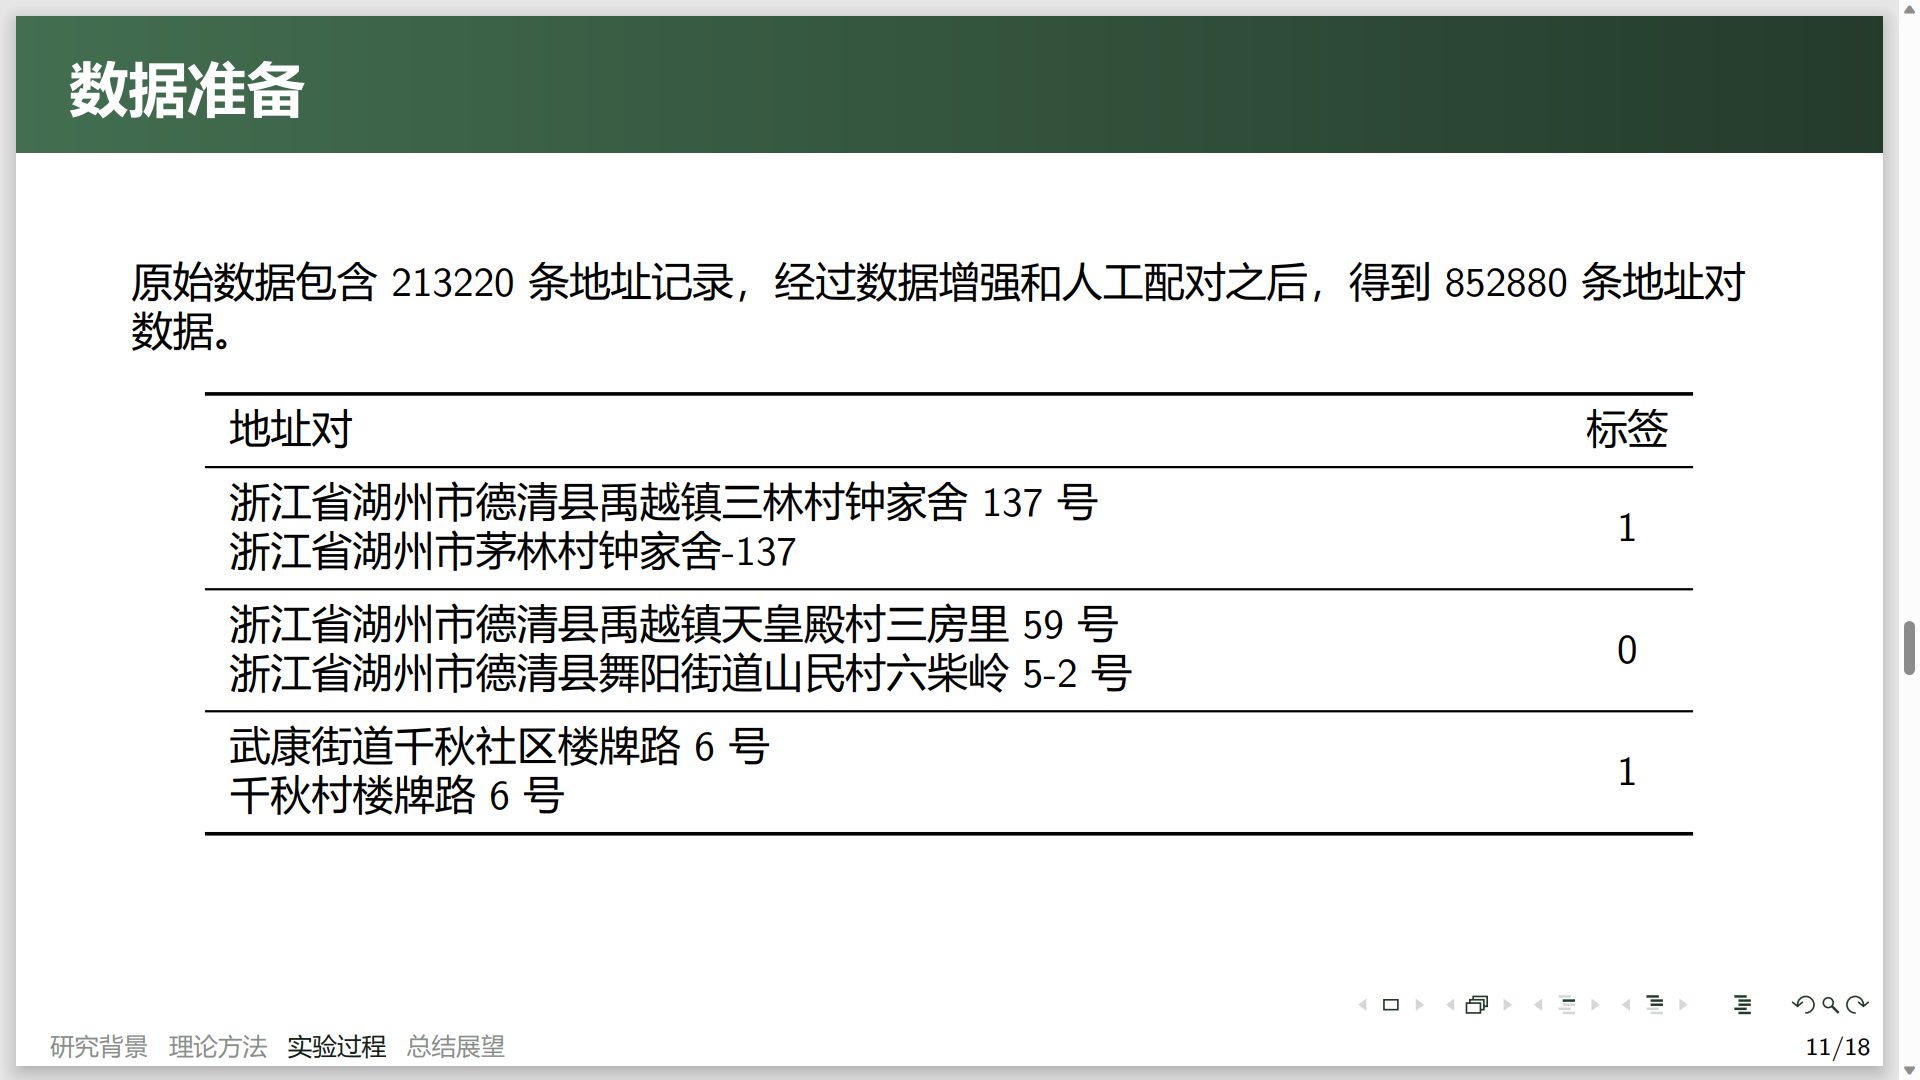 数据准备
原始数据包含 213220 条地址记录，经过数据增强和人工配对之后，得到 852880 条地址对
数据。
地址对 标签
浙江省湖州市德清县禹越镇三林村钟家舍 137 号
浙江省湖州市茅林村钟家舍-137
1
浙江省湖州市德清县禹越镇天皇殿村三房里 59 号
浙江省湖州市德清县舞阳街道山民村六柴岭 5-2 号
0
武康街道千秋社区楼牌路 6 号
千秋村楼牌路 6 号
1
研究背景 理论方法 实验过程 总结展望
11/18